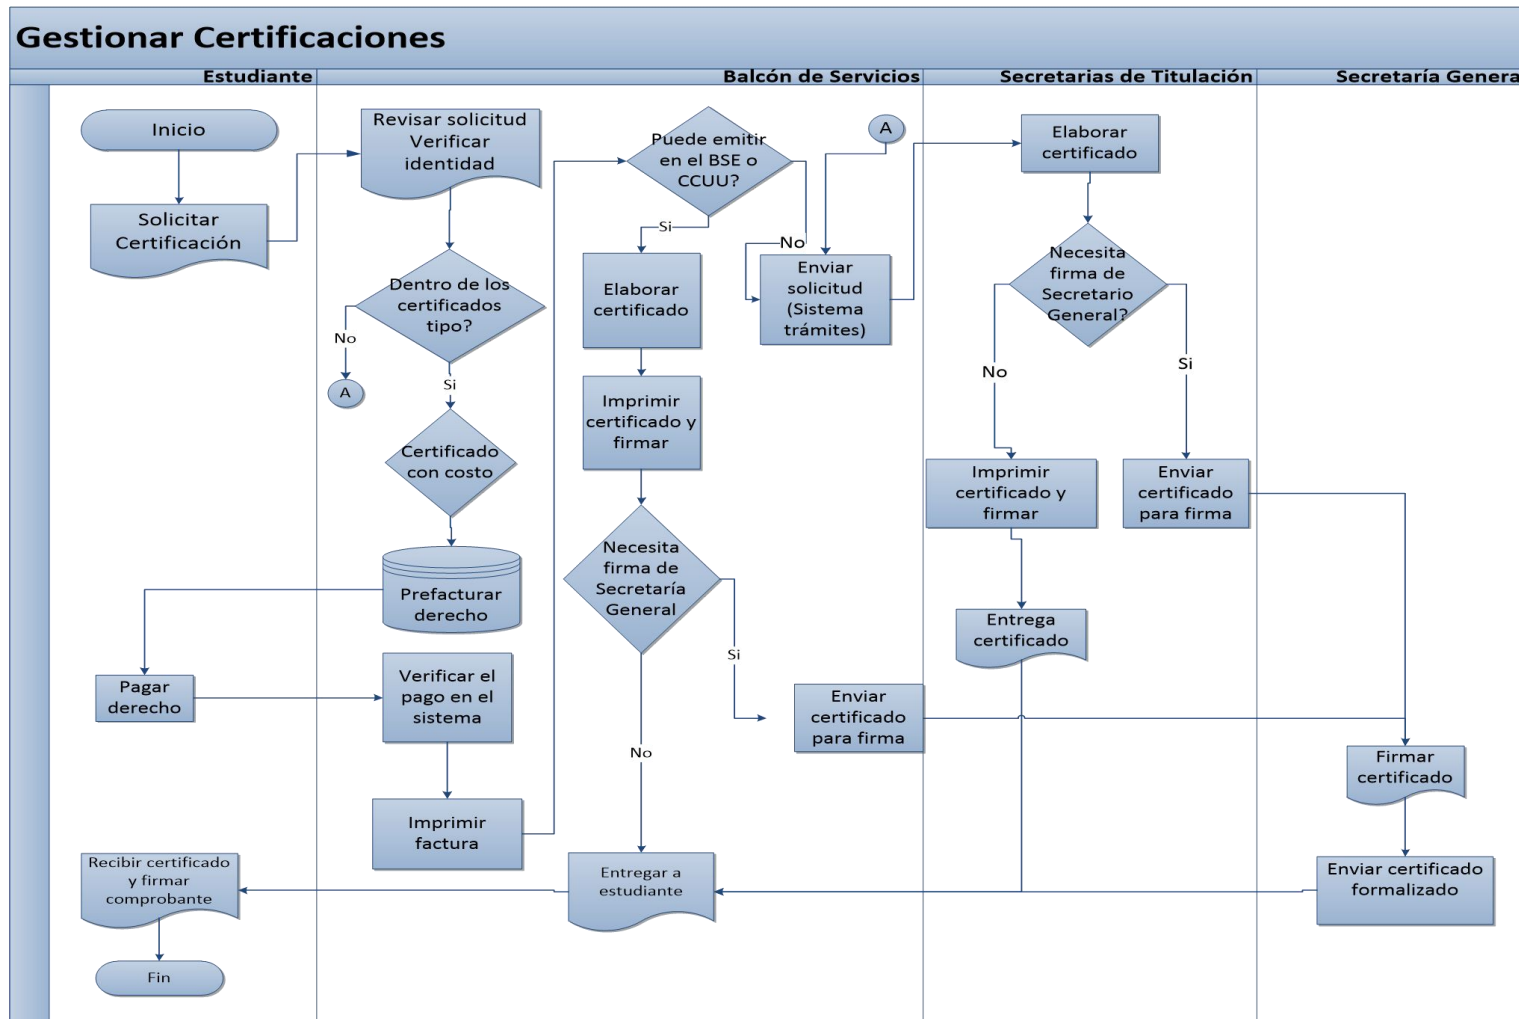 Gestionar Certificaciones
Estudiante
Balcón de Servicios
Secretarias de Titulación
Secretaría Genera
Inicio
Solicitar
Certificación
Revisar solicitud
Verificar
identidad
Dentro de los
certificados
tipo?
No
A
Si
Certificado
con costo
Prefacturar
derecho
Pagar
derecho
Verificar el
pago en el
sistema
Imprimir
factura
Puede emitir
en el BSE o
CCUU?
Si
No
A
Enviar
solicitud
(Sistema
trámites)
Elaborar
certificado
Imprimir
certificado y
firmar
Necesita
firma de
Secretaría
General
Si
No
Enviar
certificado
para firma
Entregar a
estudiante
Elaborar
certificado
Necesita
firma de
Secretario
General?
No
Si
Imprimir
certificado y
firmar
Enviar
certificado
para firma
Entrega
certificado
Firmar
certificado
Enviar certificado
formalizado
Recibir certificado
y firmar
comprobante
Fin